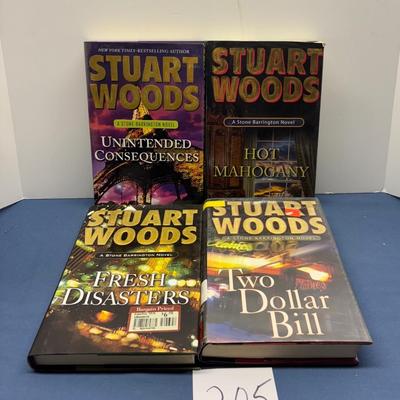 NEW YORK TIMES-BESTSELLING AUTHOR
STUART
WOODS
A STONE BARRINGTON NOVEL
UNINTENDED
CONSEQUENCES
STUART
WOODS
A Stone Barrington Novel
HOT
MAHOGANY
STUART
WOODS
A STONE BARRINGTON NOVEL
FRESH
DISASTERS
Bargain Priced
STUART
WOODS
A STONE BARRINGTON NOVEL
Two
Dollar
Bill
205